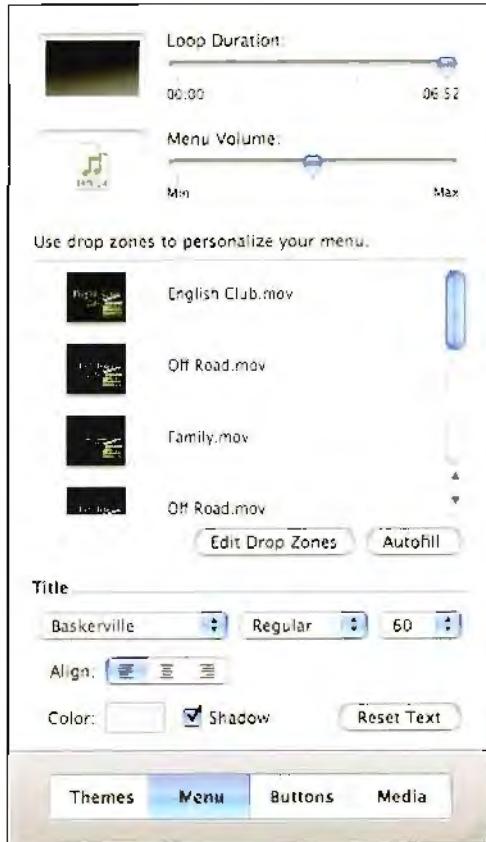 Loop Duration:
00:00 06:52
Menu Volume:
Min Max
Use drop zones to personalize your menu.
English Club.mov
Off Road.mov
Family.mov
Off Road.mov
Edit Drop Zones Autofill
Title
Baskerville Regular 60
Align:
Color: Shadow Reset Text
Themes Menu Buttons Media